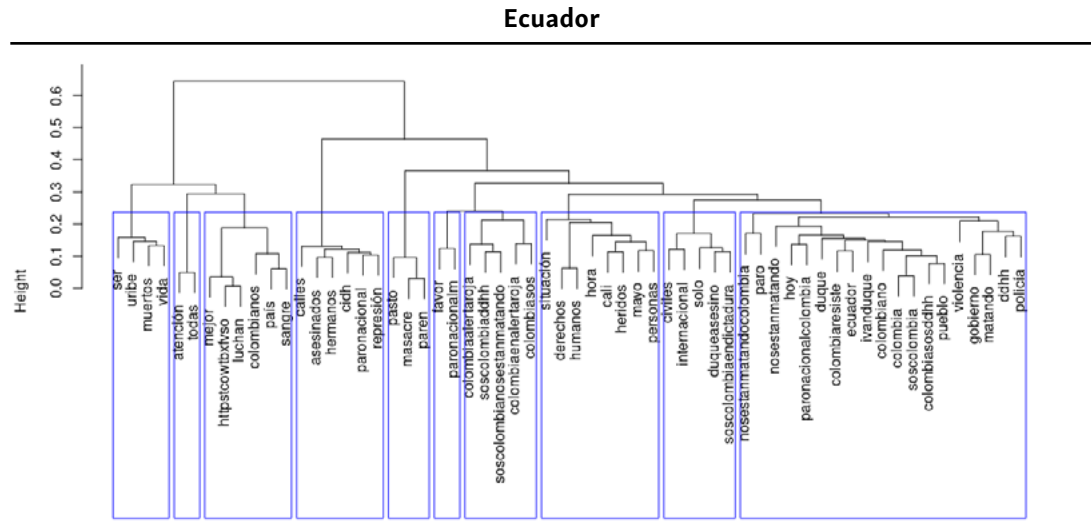 Ecuador
Height
0.6
0.5
0.4
0.3
0.2
0.1
0.0
ser
uribe
muertos
vida
atención
todas
mejor
httpstcowtbxrlvso
luchan
colombianos
país
sangre
calles
asesinados
hermanos
cidh
paronacional
represión
pasto
masacre
paren
favor
paronacionalm
colombiaalertaroja
soscolombiaddhh
soscolombianosestanmatando
colombiaenalertaroja
colombiasos
situación
derechos
humanos
hora
cali
heridos
mayo
personas
civiles
internacional
solo
duqueasesino
soscolombiaendictadura
nosestanmatandocolombia
paro
nosestanmatando
hoy
paronacionalcolombia
duque
colombiaresiste
ecuador
ivanduque
colombiano
colombia
soscolombia
colombiasosddhh
pueblo
violencia
gobierno
matando
ddhh
policía